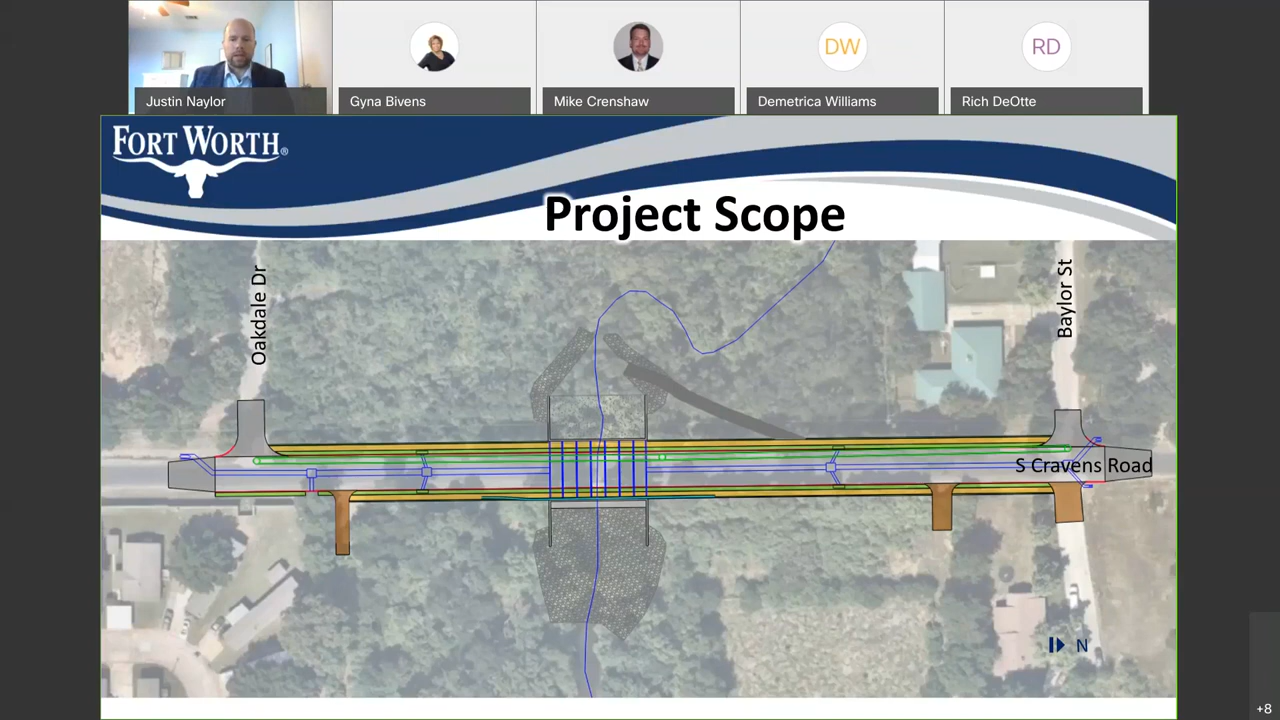 DW
RD
Justin Naylor
Gyna Bivens
Mike Crenshaw
Demetrica Williams
Rich DeOtte
FORT WORTH®
Project Scope
Oakdale Dr
Baylor St
S Cravens Road
N
+8